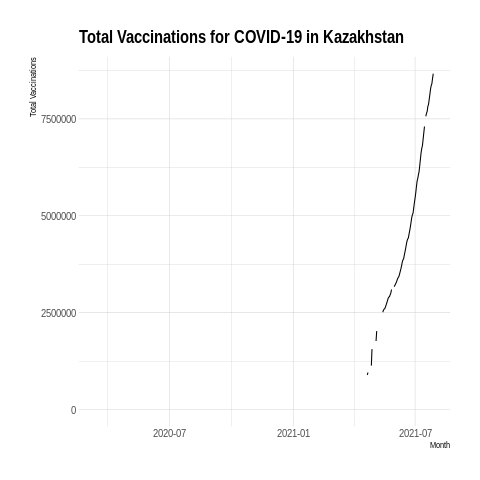 Total Vaccinations for COVID-19 in Kazakhstan
Total Vaccinations
7500000
5000000
2500000
0
2020-07
2021-01
2021-07
Month